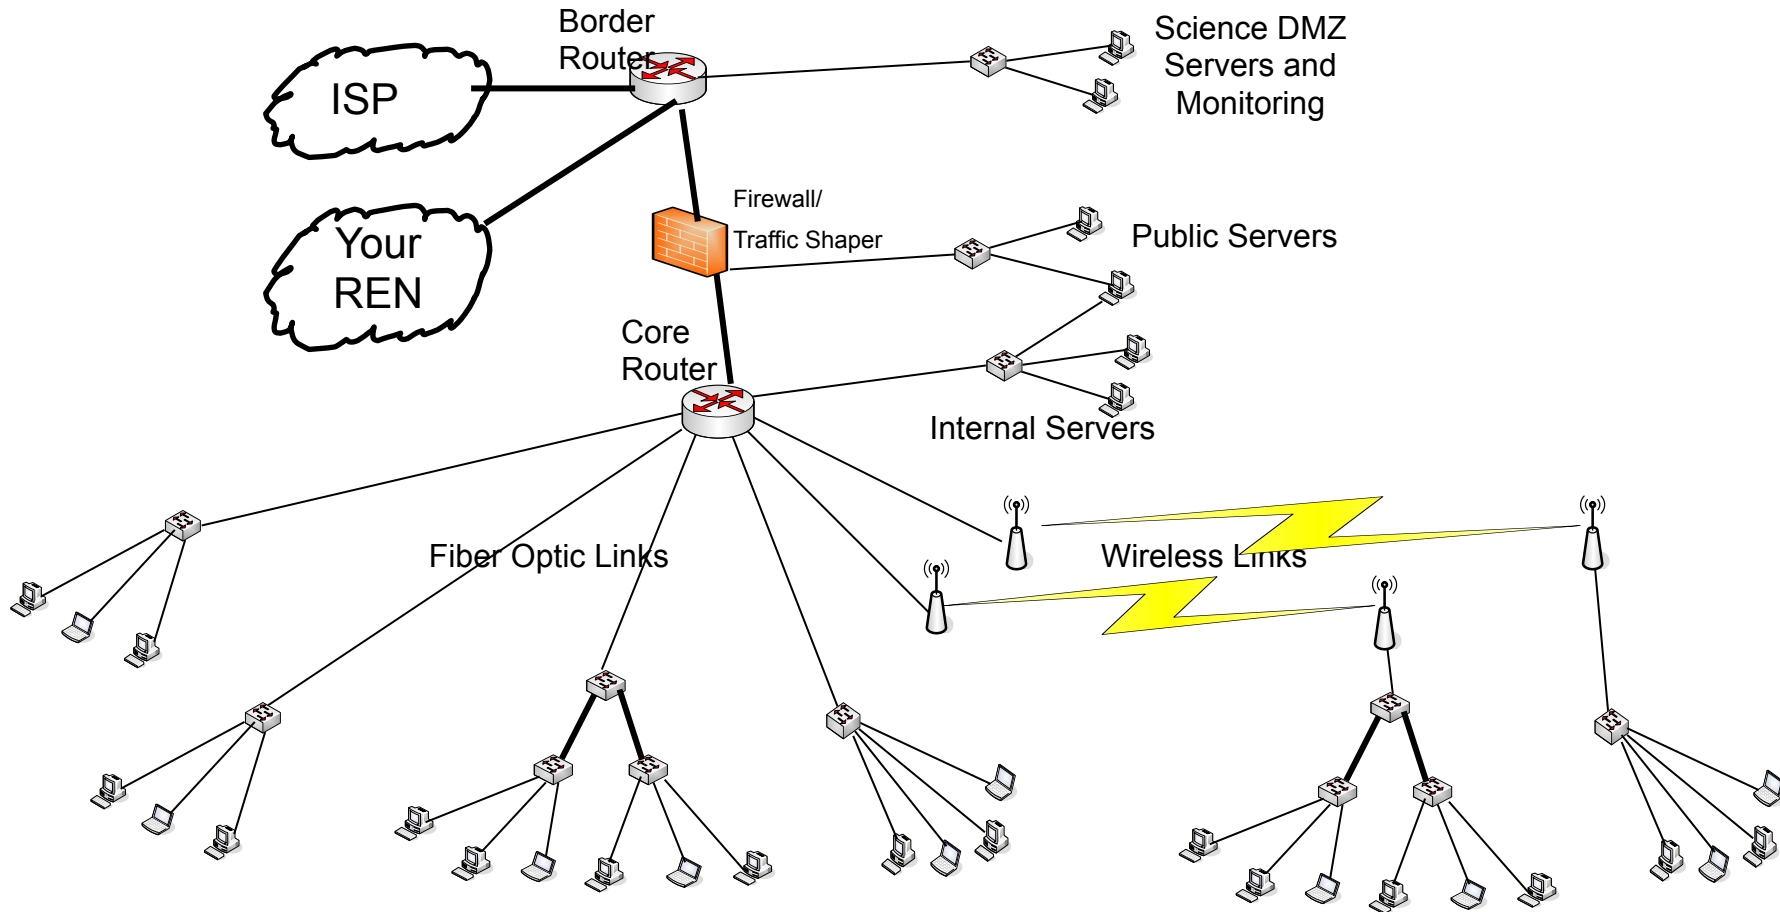 Border
Router
ISP
Science DMZ
Servers and
Monitoring
Firewall/
Traffic Shaper
Your
REN
Public Servers
Core
Router
Internal Servers
Fiber Optic Links
Wireless Links